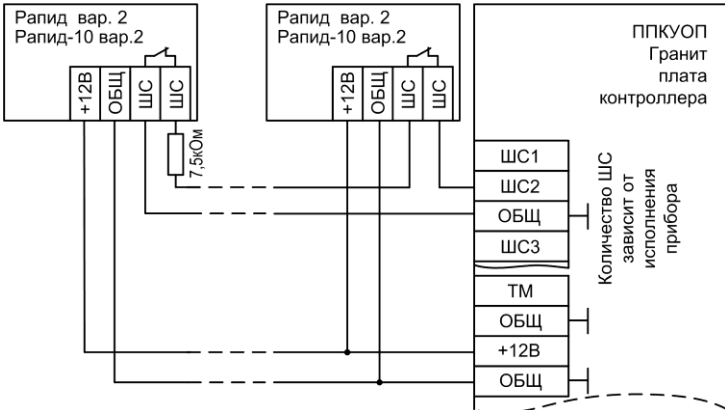 Рапид вар. 2
Рапид-10 вар.2
+12В
ОБЩ
ШС
ШС
7,5кОм
Рапид вар. 2
Рапид-10 вар.2
+12В
ОБЩ
ШС
ШС
ППКУОП
Гранит
плата
контроллера
ШС1
ШС2
ОБЩ
ШС3
ТМ
ОБЩ
+12В
ОБЩ
Количество ШС
зависит от
исполнения
прибора